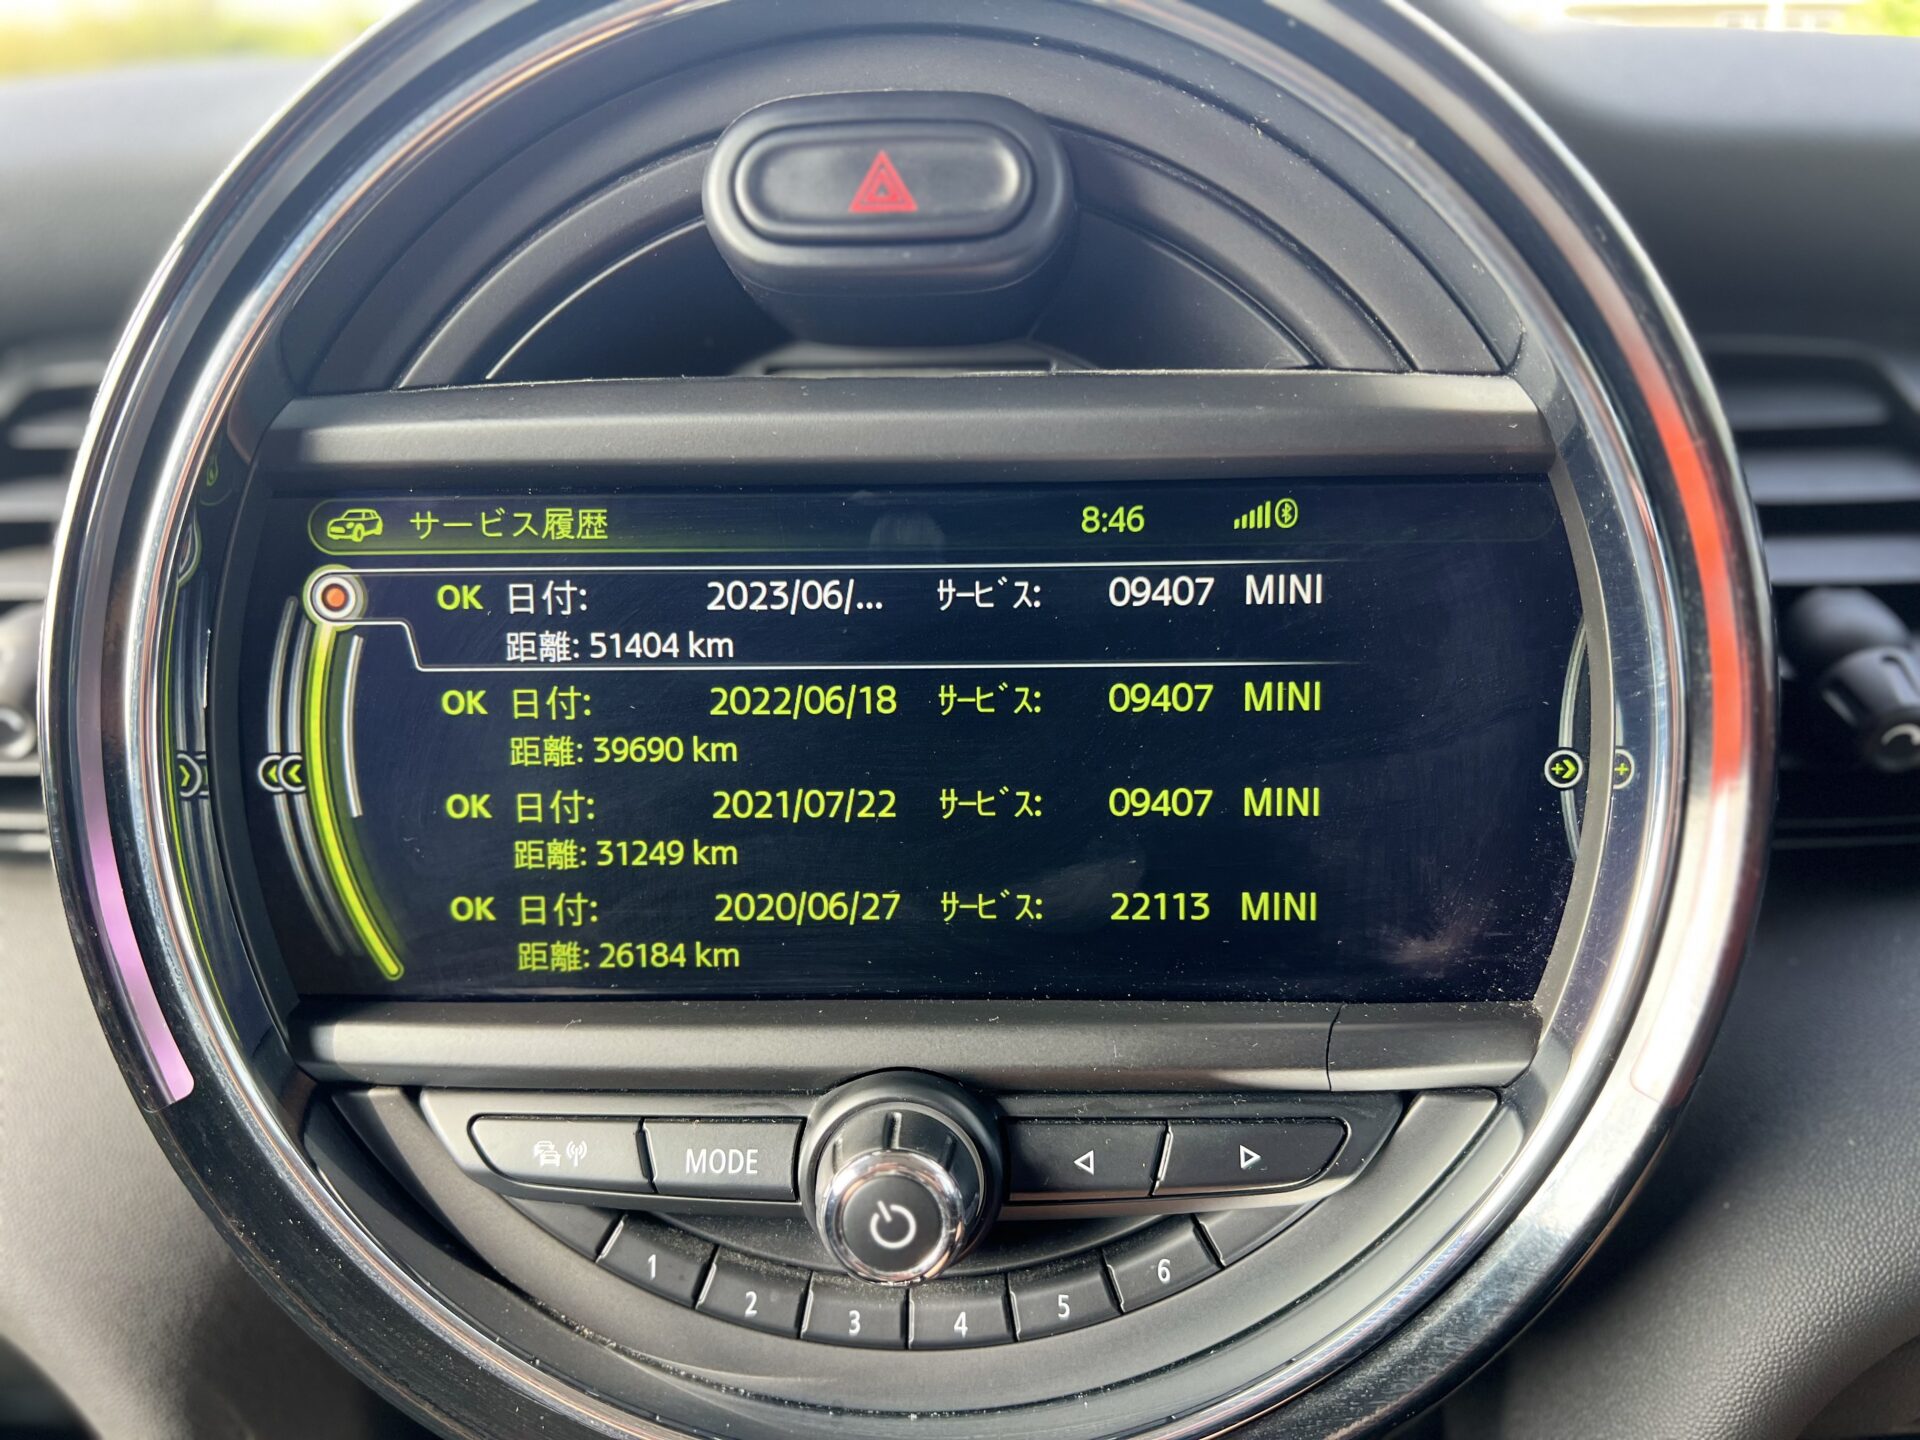 サービス履歴 8:46
OK 日付: 2023/06/... ｻｰﾋﾞｽ: 09407 MINI
距離: 51404 km
OK 日付: 2022/06/18 ｻｰﾋﾞｽ: 09407 MINI
距離: 39690 km
OK 日付: 2021/07/22 ｻｰﾋﾞｽ: 09407 MINI
距離: 31249 km
OK 日付: 2020/06/27 ｻｰﾋﾞｽ: 22113 MINI
距離: 26184 km
MODE
1 2 3 4 5 6